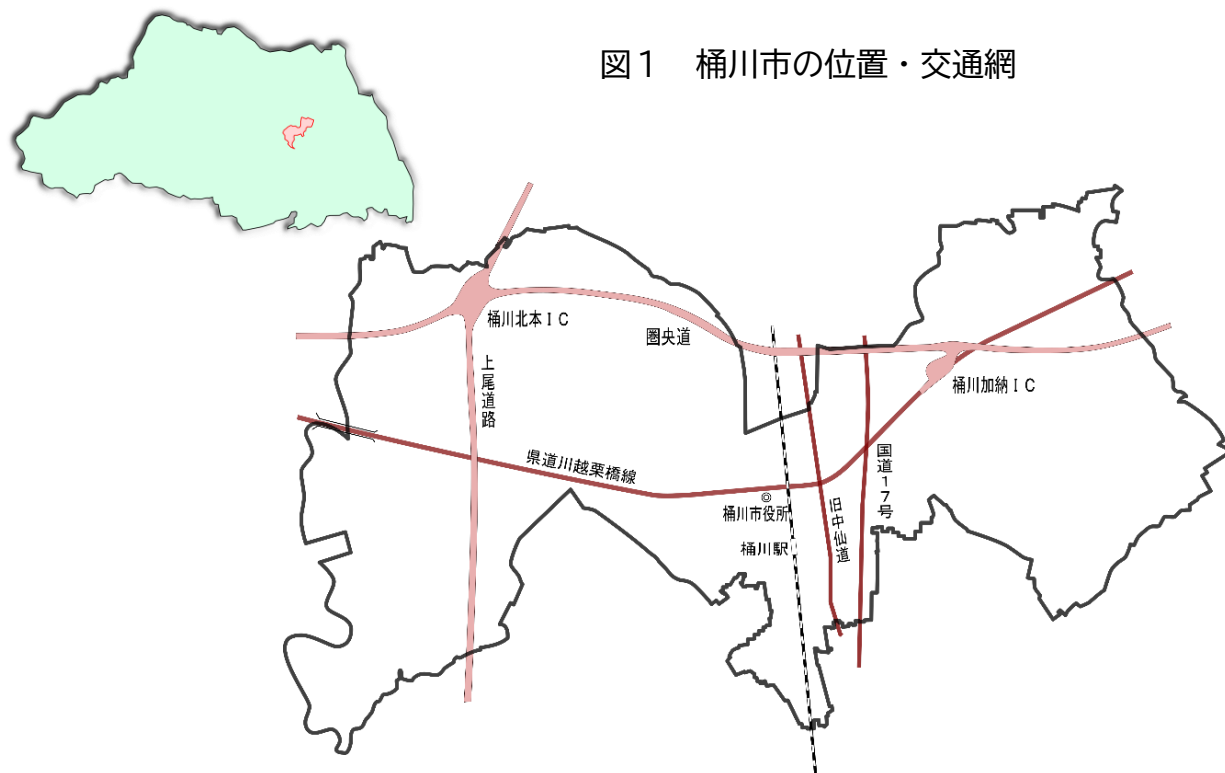 図１　桶川市の位置・交通網
桶川北本ＩＣ
圏央道
上尾道路
桶川加納ＩＣ
県道川越栗橋線
国道１７号
桶川市役所
旧中仙道
桶川駅